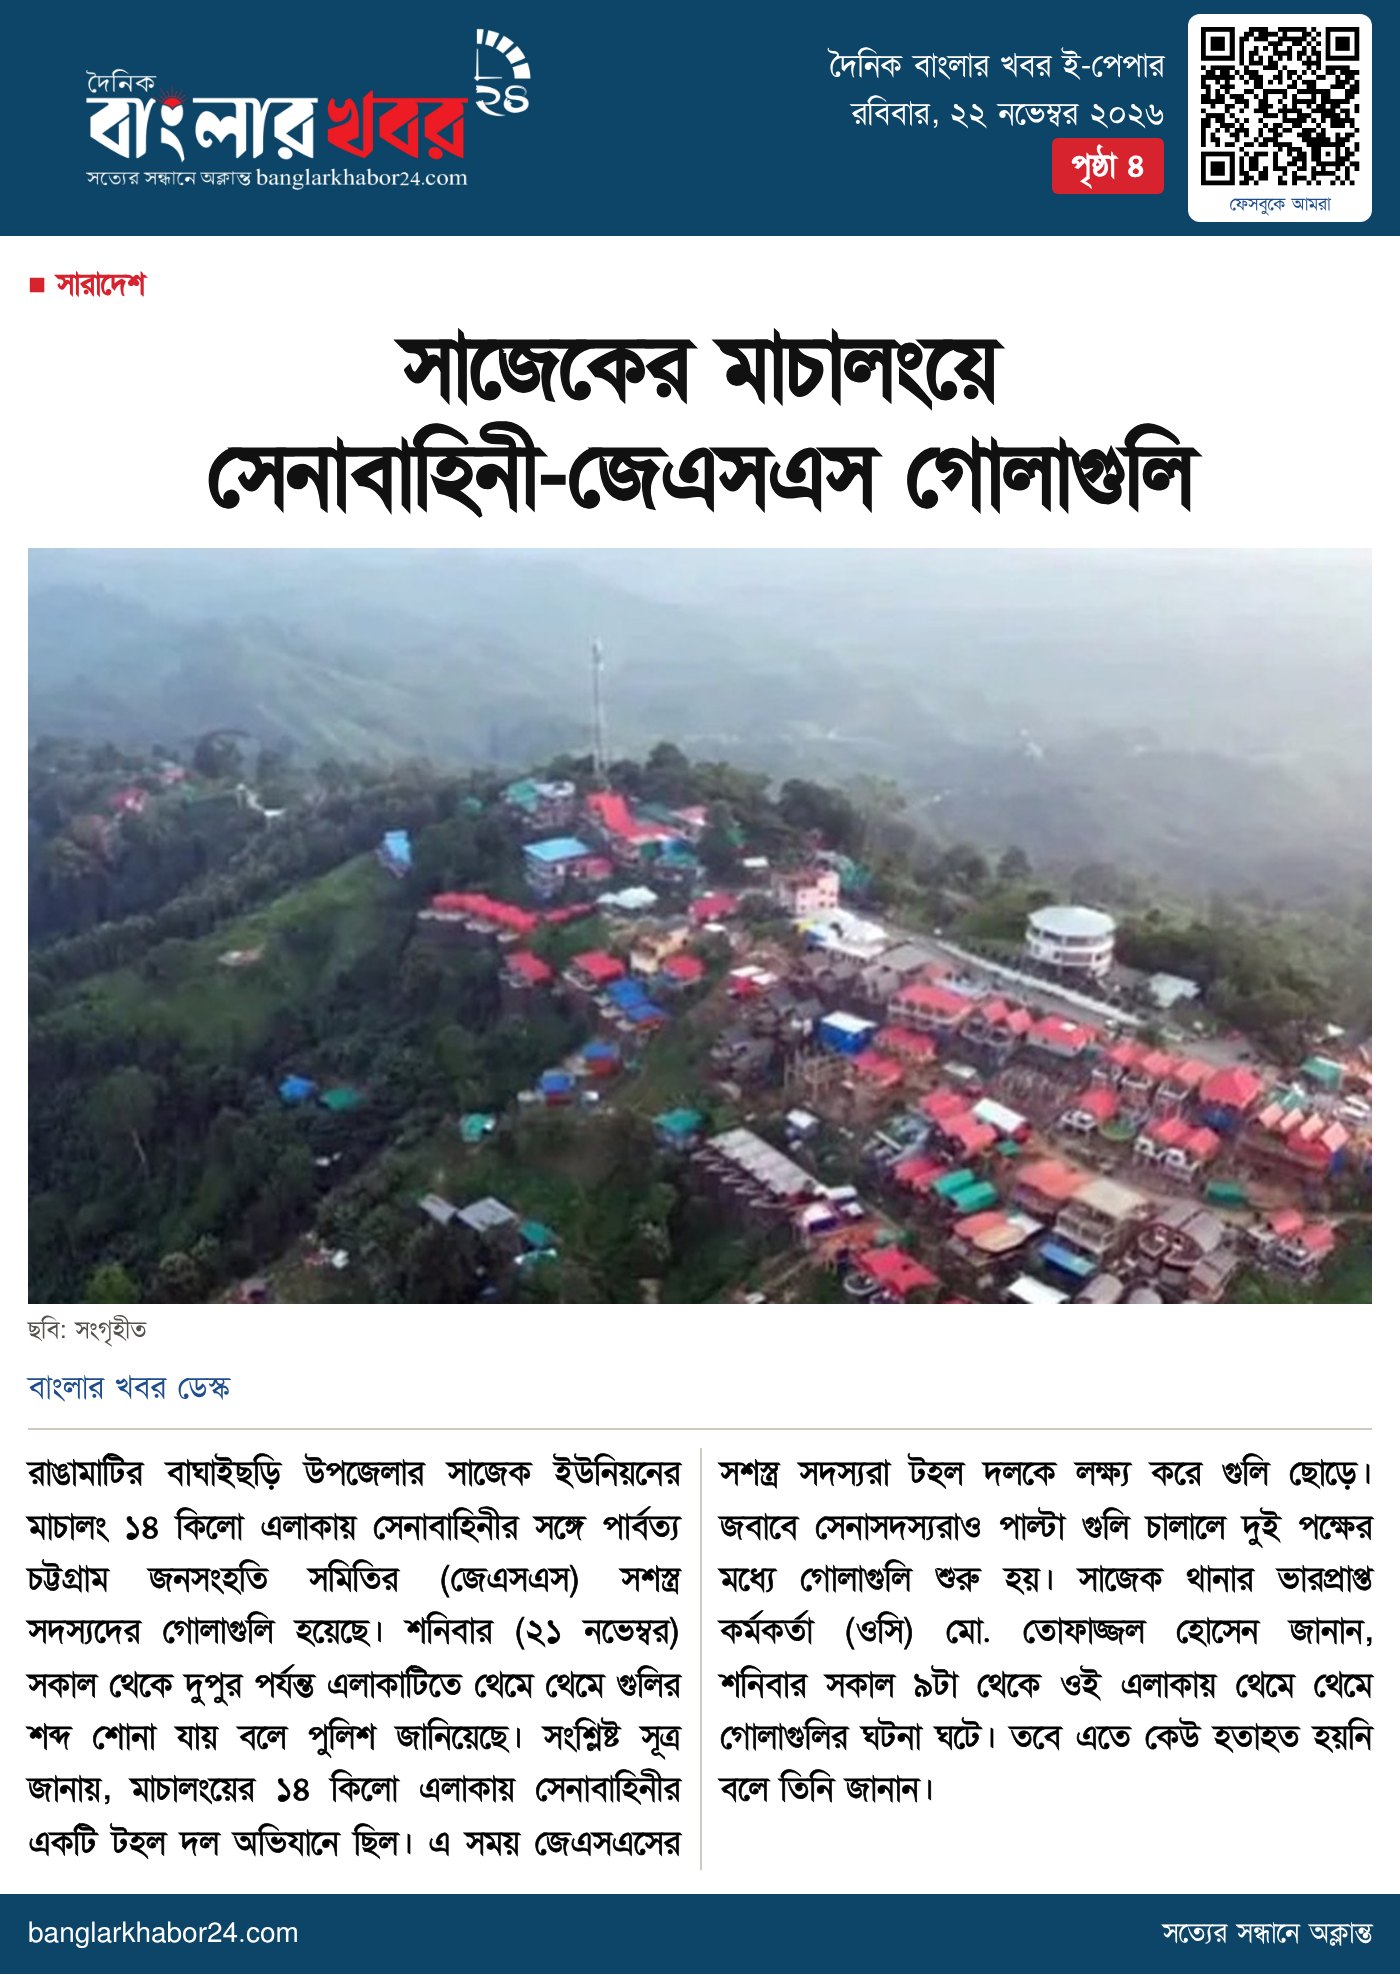 দৈনিক
বাংলার খবর ২৪
সত্যের সন্ধানে অক্লান্ত banglarkhabor24.com
দৈনিক বাংলার খবর ই-পেপার
রবিবার, ২২ নভেম্বর ২০২৬
পৃষ্ঠা ৪
ফেসবুকে আমরা
সারাদেশ
সাজেকের মাচালংয়ে
সেনাবাহিনী-জেএসএস গোলাগুলি
ছবি: সংগৃহীত
বাংলার খবর ডেস্ক
রাঙামাটির বাঘাইছড়ি উপজেলার সাজেক ইউনিয়নের
মাচালং ১৪ কিলো এলাকায় সেনাবাহিনীর সঙ্গে পার্বত্য
চট্টগ্রাম জনসংহতি সমিতির (জেএসএস) সশস্ত্র
সদস্যদের গোলাগুলি হয়েছে। শনিবার (২১ নভেম্বর)
সকাল থেকে দুপুর পর্যন্ত এলাকাটিতে থেমে থেমে গুলির
শব্দ শোনা যায় বলে পুলিশ জানিয়েছে। সংশ্লিষ্ট সূত্র
জানায়, মাচালংয়ের ১৪ কিলো এলাকায় সেনাবাহিনীর
একটি টহল দল অভিযানে ছিল। এ সময় জেএসএসের
সশস্ত্র সদস্যরা টহল দলকে লক্ষ্য করে গুলি ছোড়ে।
জবাবে সেনাসদস্যরাও পাল্টা গুলি চালালে দুই পক্ষের
মধ্যে গোলাগুলি শুরু হয়। সাজেক থানার ভারপ্রাপ্ত
কর্মকর্তা (ওসি) মো. তোফাজ্জল হোসেন জানান,
শনিবার সকাল ৯টা থেকে ওই এলাকায় থেমে থেমে
গোলাগুলির ঘটনা ঘটে। তবে এতে কেউ হতাহত হয়নি
বলে তিনি জানান।
banglarkhabor24.com
সত্যের সন্ধানে অক্লান্ত